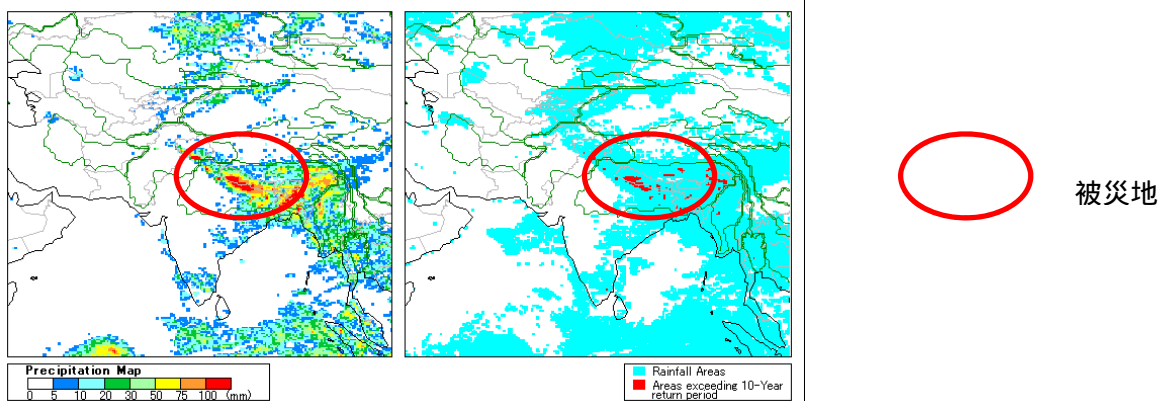 Precipitation Map
0 5 10 20 30 50 75 100 (mm)
Rainfall Areas
Areas exceeding 10-Year
return period
被災地